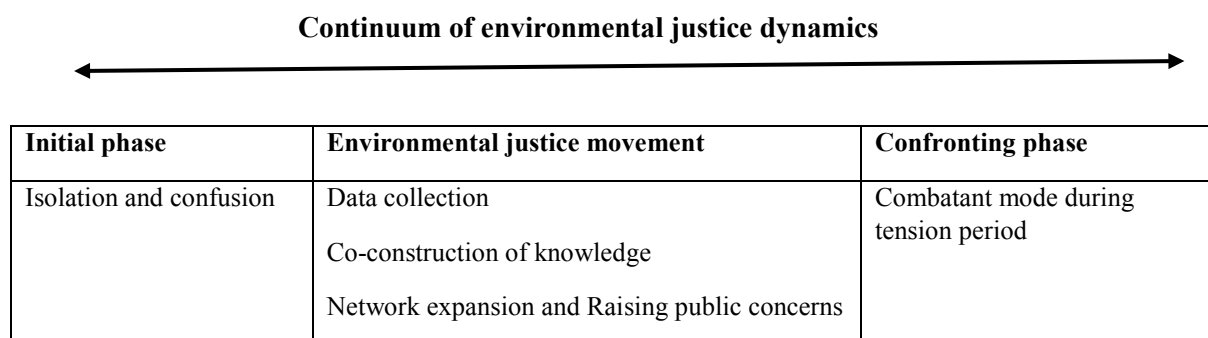 Continuum of environmental justice dynamics
Initial phase
Environmental justice movement
Confronting phase
Isolation and confusion
Data collection
Co-construction of knowledge
Network expansion and Raising public concerns
Combatant mode during
tension period